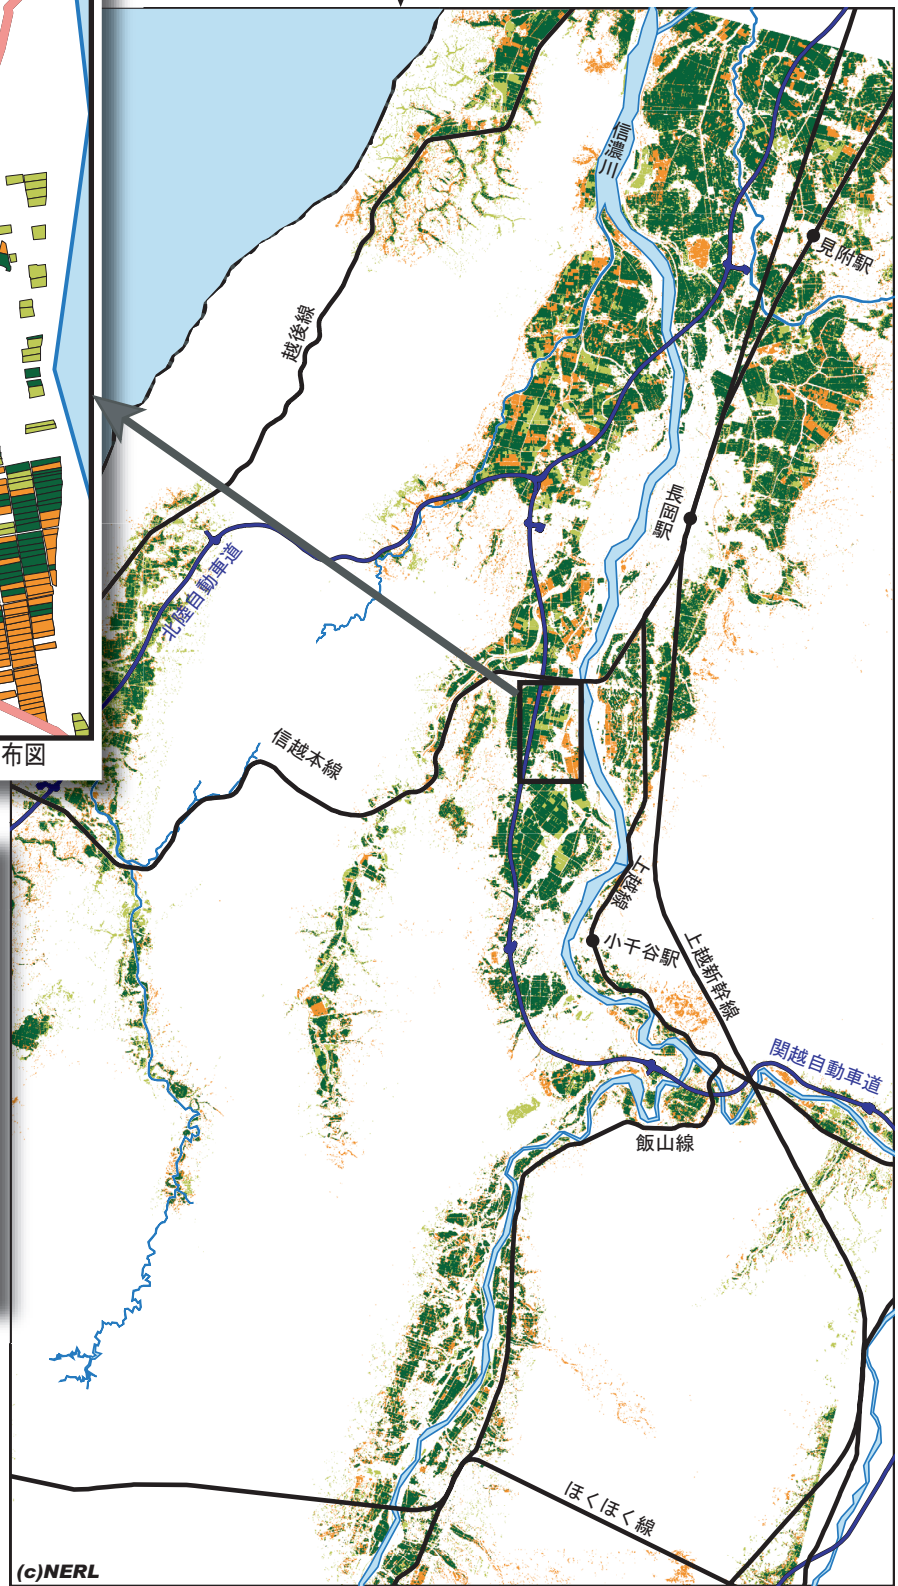 信濃川
見附駅
越後線
長岡駅
北陸自動車道
布図
信越本線
上越線
小千谷駅
上越新幹線
関越自動車道
飯山線
ほくほく線
(c)NERL